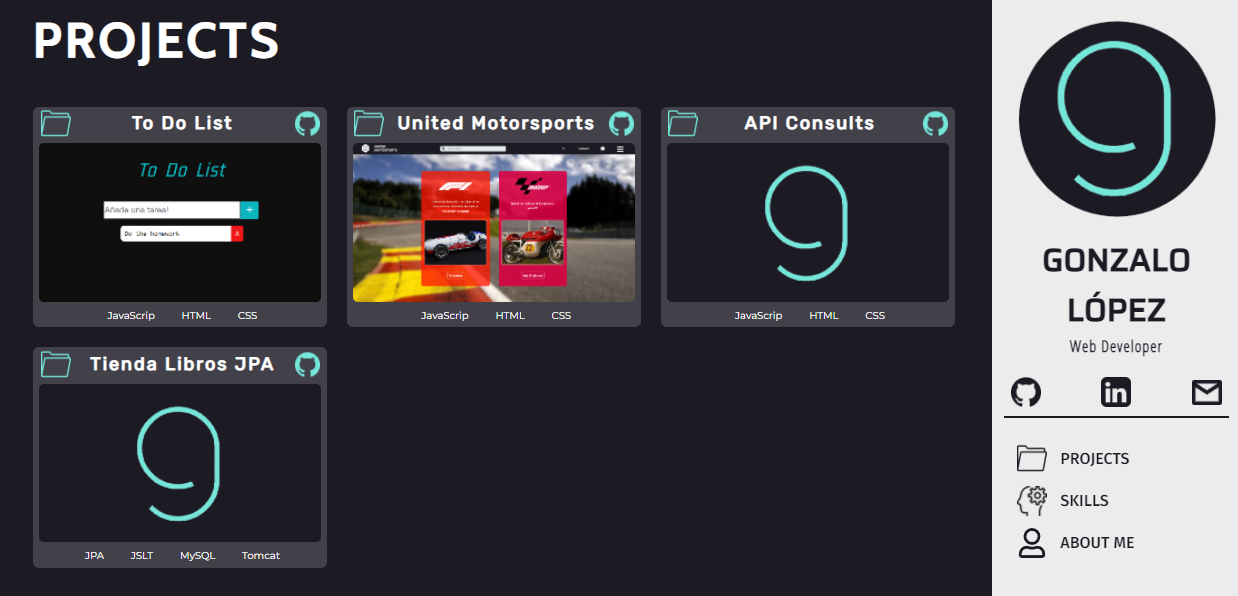 PROJECTS
To Do List
To Do List
Añade una tarea!
+
Do the homework
X
JavaScrip HTML CSS
United Motorsports
JavaScrip HTML CSS
API Consults
JavaScrip HTML CSS
Tienda Libros JPA
JPA JSLT MySQL Tomcat
GONZALO
LÓPEZ
Web Developer
in
PROJECTS
SKILLS
ABOUT ME